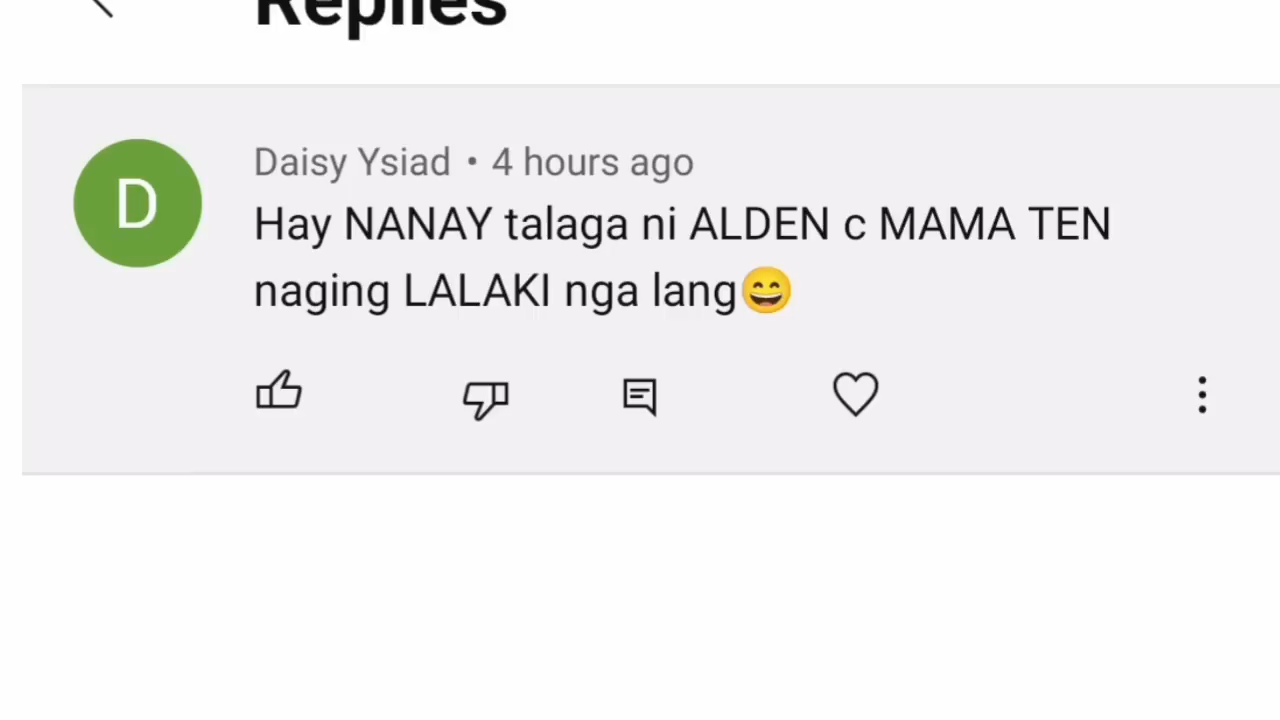 Replies
D
Daisy Ysiad • 4 hours ago
Hay NANAY talaga ni ALDEN c MAMA TEN
naging LALAKI nga lang😄